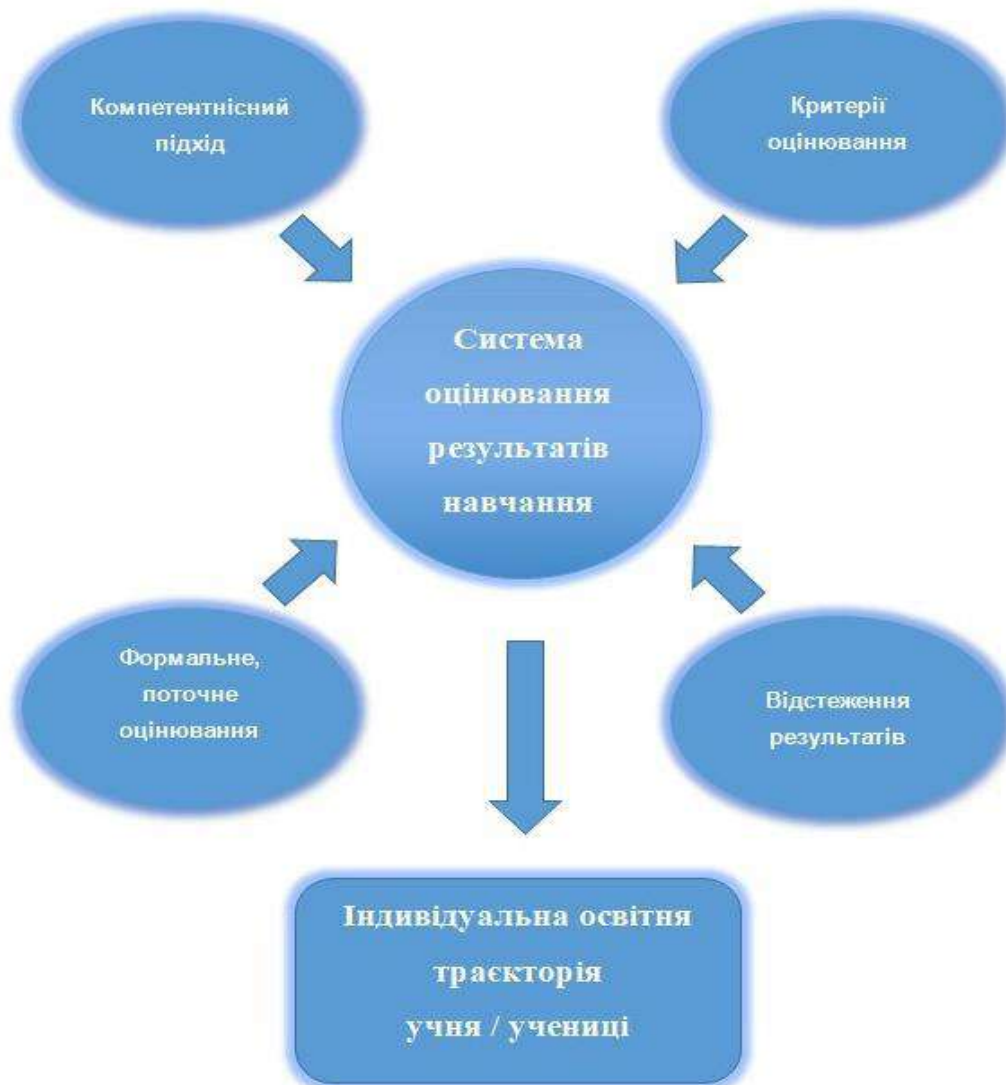 Компетентнісний
підхід
Критерії
оцінювання
Система
оцінювання
результатів
навчання
Формальне,
поточне
оцінювання
Відстеження
результатів
Індивідуальна освітня
траєкторія
учня / учениці